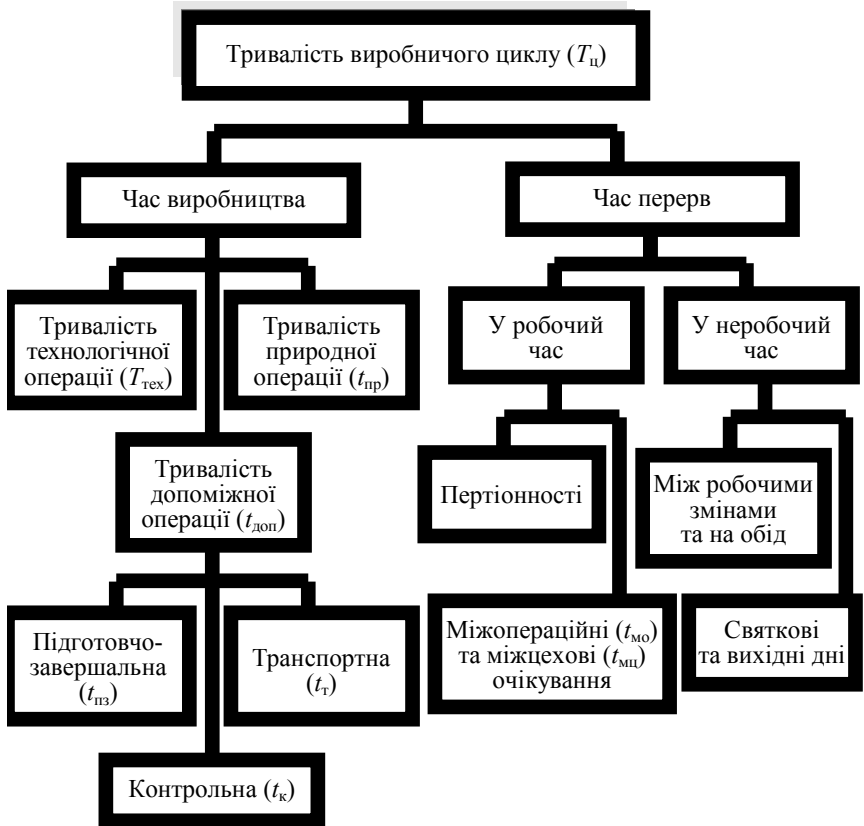 Тривалість виробничого циклу (Tц)
Час виробництва
Час перерв
Тривалість
технологічної
операції (Tтех)
Тривалість
природної
операції (tпр)
У робочий
час
У неробочий
час
Тривалість
допоміжної
операції (tдоп)
Пертіонності
Між робочими
змінами
та на обід
Підготовчо-
завершальна
(tпз)
Транспортна
(tт)
Міжопераційні (tмо)
та міжцехові (tмц)
очікування
Святкові
та вихідні дні
Контрольна (tк)